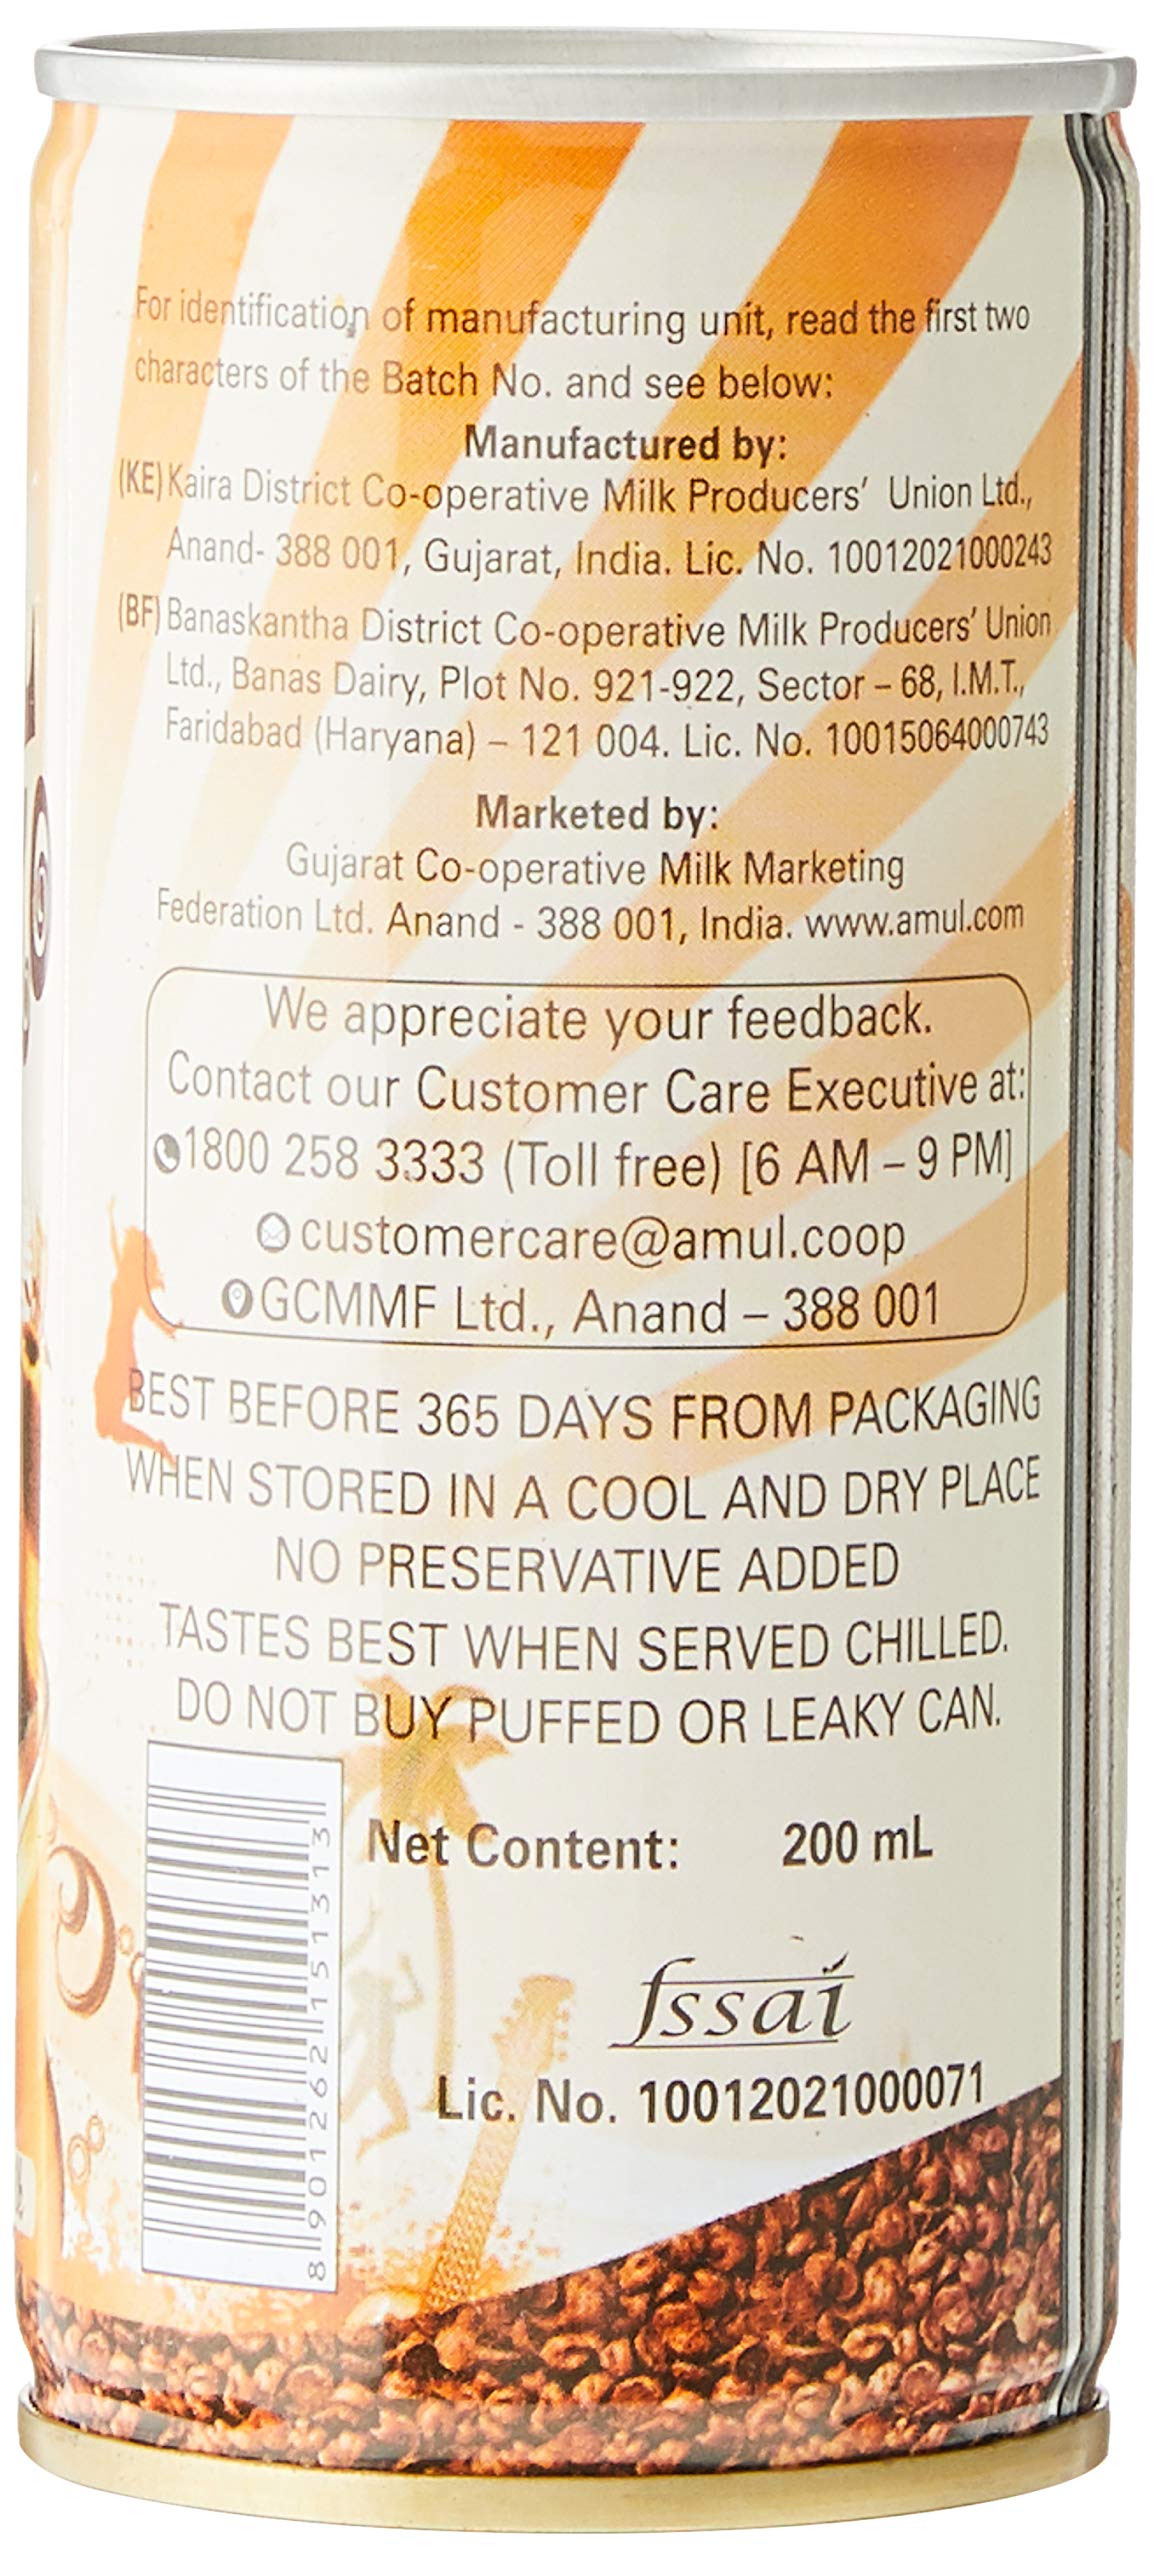 For identification of manufacturing unit, read the first two
characters of the Batch No. and see below:
Manufactured by:
(KE) Kaira District Co-operative Milk Producers' Union Ltd.,
Anand- 388 001, Gujarat, India. Lic. No. 10012021000243
(BF) Banaskantha District Co-operative Milk Producers' Union
Ltd., Banas Dairy, Plot No. 921-922, Sector – 68, I.M.T.,
Faridabad (Haryana) – 121 004. Lic. No. 10015064000743
Marketed by:
Gujarat Co-operative Milk Marketing
Federation Ltd. Anand - 388 001, India. www.amul.com
We appreciate your feedback.
Contact our Customer Care Executive at:
1800 258 3333 (Toll free) [6 AM – 9 PM]
customercare@amul.coop
GCMMF Ltd., Anand – 388 001
BEST BEFORE 365 DAYS FROM PACKAGING
WHEN STORED IN A COOL AND DRY PLACE
NO PRESERVATIVE ADDED
TASTES BEST WHEN SERVED CHILLED.
DO NOT BUY PUFFED OR LEAKY CAN.
Net Content: 200 mL
8 901262 151313
fssai
Lic. No. 10012021000071